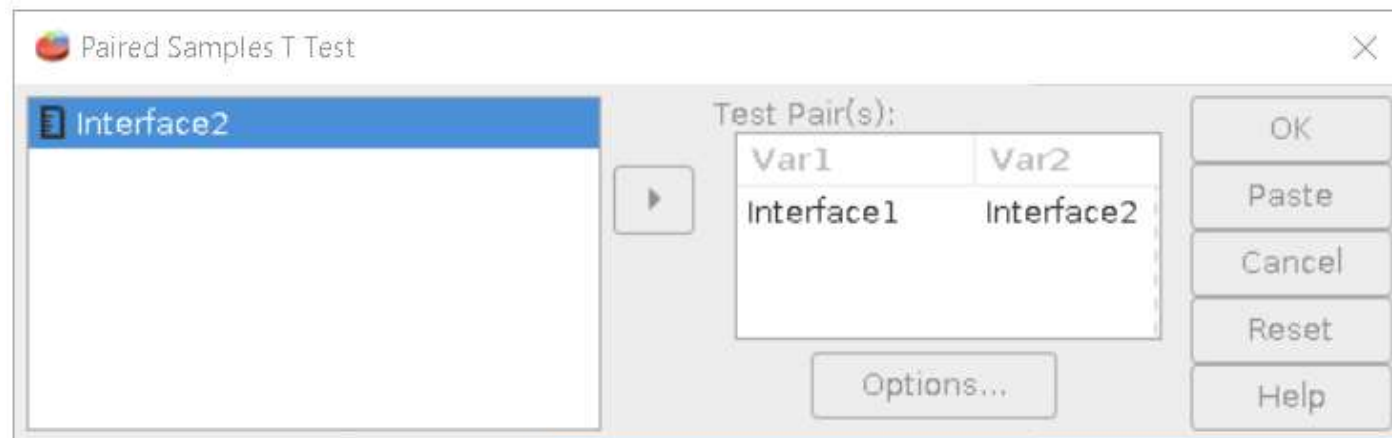 Paired Samples T Test
Interface2
Test Pair(s):
Var1 Var2
Interface1 Interface2
Options...
OK
Paste
Cancel
Reset
Help